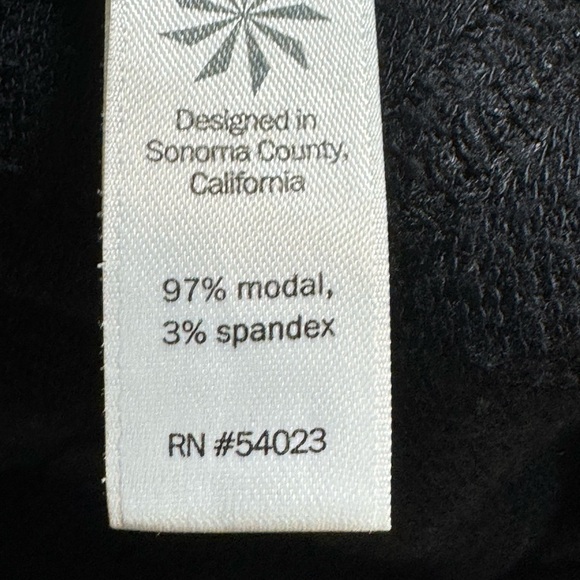 Designed in
Sonoma County,
California
97% modal,
3% spandex
RN #54023